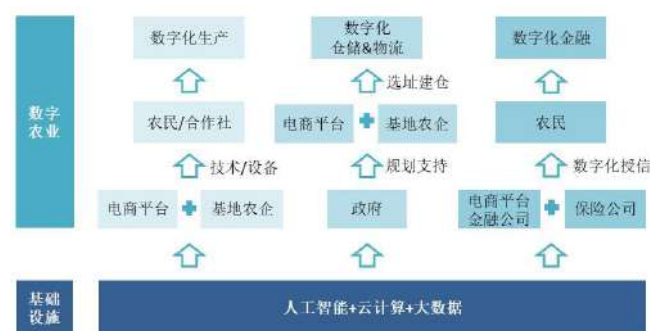 数字化生产
数字化
仓储&物流
数字化金融
选址建仓
数字
农业
农民/合作社
电商平台
+
基地农企
农民
技术/设备
规划支持
数字化授信
电商平台
+
基地农企
政府
电商平台
金融公司
+
保险公司
基础
设施
人工智能+云计算+大数据